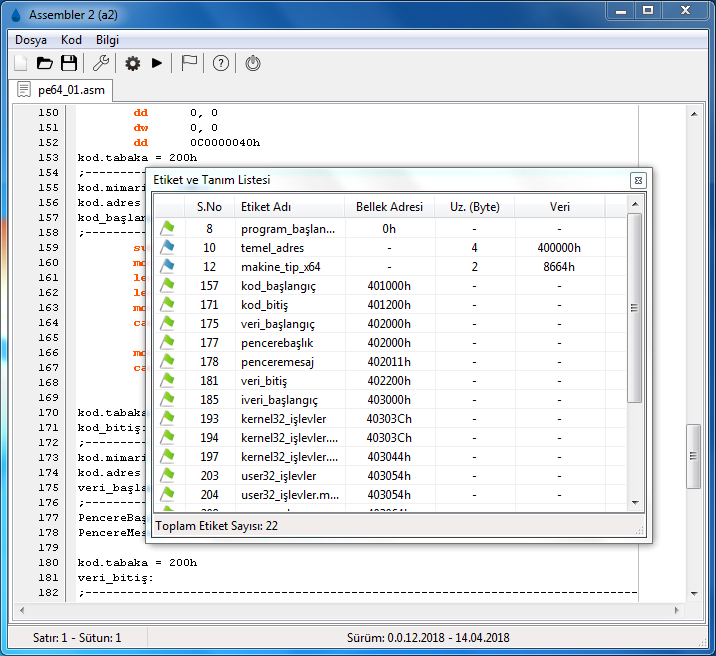 Assembler 2 (a2)
Dosya Kod Bilgi
pe64_01.asm
150 dd 0, 0
151 dw 0, 0
152 dd 0C0000040h
153 kod.tabaka = 200h
154 ;---------
155 kod.mimari
156 kod.adres
157 kod_başlan
158 ;---------
159 su
160 mo
161 le
162 le
163 mo
164 ca
165
166 mo
167 ca
168
169
170 kod.tabaka
171 kod_bitiş:
172 ;---------
173 kod.mimari
174 kod.adres
175 veri_başla
176 ;---------
177 PencereBaş
178 PencereMes
179
180 kod.tabaka = 200h
181 veri_bitiş:
182 ;--------------------------------------------------------------------------------
Etiket ve Tanım Listesi
S.No Etiket Adı Bellek Adresi Uz. (Byte) Veri
8 program_başlan... 0h - -
10 temel_adres - 4 400000h
12 makine_tip_x64 - 2 8664h
157 kod_başlangıç 401000h - -
171 kod_bitiş 401200h - -
175 veri_başlangıç 402000h - -
177 pencerebaşlık 402000h - -
178 penceremesaj 402011h - -
181 veri_bitiş 402200h - -
185 iveri_başlangıç 403000h - -
193 kernel32_işlevler 40303Ch - -
194 kernel32_işlevler.... 40303Ch - -
197 kernel32_işlevler.... 403044h - -
203 user32_işlevler 403054h - -
204 user32_işlevler.m... 403054h - -
Toplam Etiket Sayısı: 22
Satır: 1 - Sütun: 1 Sürüm: 0.0.12.2018 - 14.04.2018